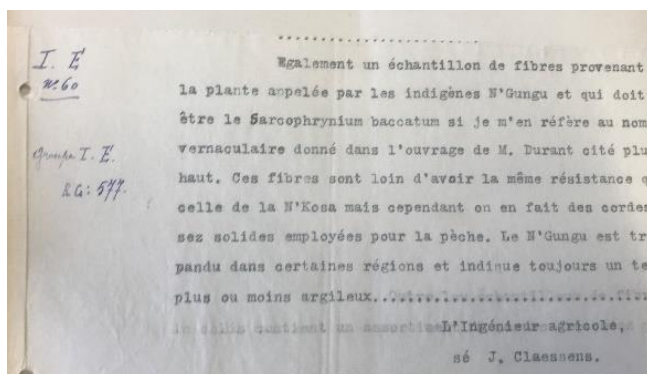 ........................
I. E
N° 60
Groupe I. E.
RG: 577.
Egalement un échantillon de fibres provenant
la plante appelée par les indigènes N'Gungu et qui doit
être le Sarcophrynium baccatum si je m'en réfère au nom
vernaculaire donné dans l'ouvrage de M. Durant cité plu
haut. Ces fibres sont loin d'avoir la même résistance q
celle de la N'Kosa mais cependant on en fait des cordes
sez solides employées pour la pèche. Le N'Gungu est tr
pandu dans certaines régions et indique toujours un te
plus ou moins argileux..............................
L'Ingénieur agricole,
sé J. Claessens.